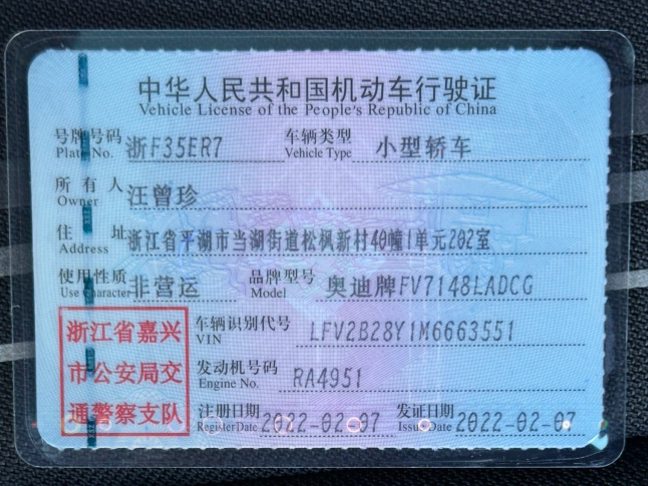 中华人民共和国机动车行驶证
Vehicle License of the People's Republic of China
号牌号码 浙F35ER7 车辆类型 小型轿车
Plate No. Vehicle Type
所有人 汪曾珍
Owner
住址 浙江省平湖市当湖街道松枫新村40幢1单元202室
Address
使用性质 非营运 品牌型号 奥迪牌FV7148LADCG
Use Character Model
浙江省嘉兴
市公安局交
通警察支队
车辆识别代号 LFV2B28Y1M6663551
VIN
发动机号码 RA4951
Engine No.
注册日期 2022-02-07 发证日期 2022-02-07
Register Date Issue Date